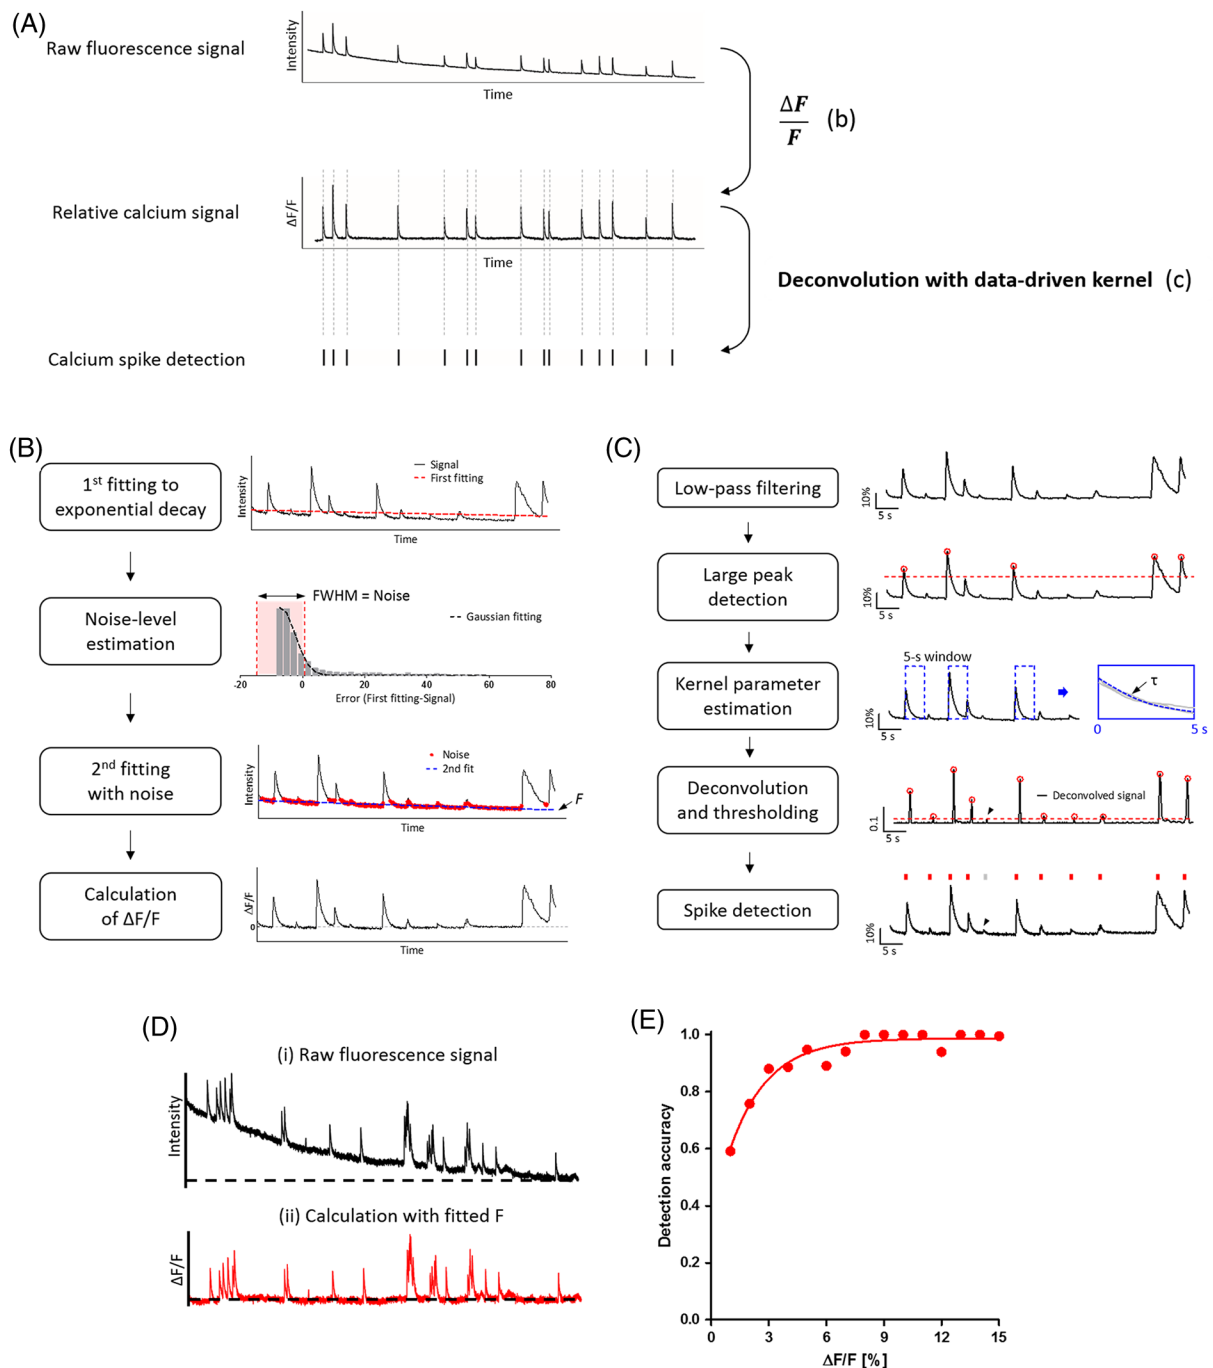 (A)
Raw fluorescence signal
Intensity
Time
ΔF
F
(b)
Relative calcium signal
ΔF/F
Time
Deconvolution with data-driven kernel (c)
Calcium spike detection
(B)
1st fitting to
exponential decay
Intensity
Signal
First fitting
Time
Noise-level
estimation
FWHM = Noise
Gaussian fitting
-20 0 20 40 60 80
Error (First fitting-Signal)
2nd fitting
with noise
Intensity
Noise
2nd fit
F
Time
Calculation
of ΔF/F
ΔF/F
0
Time
(C)
Low-pass filtering
10%
5 s
Large peak
detection
10%
5 s
Kernel parameter
estimation
5-s window
10%
5 s
τ
0 5 s
Deconvolution
and thresholding
Deconvolved signal
0.1
5 s
Spike detection
10%
5 s
(D)
(i) Raw fluorescence signal
Intensity
(ii) Calculation with fitted F
ΔF/F
(E)
Detection accuracy
1.0
0.8
0.6
0.4
0.2
0.0
0 3 6 9 12 15
ΔF/F [%]